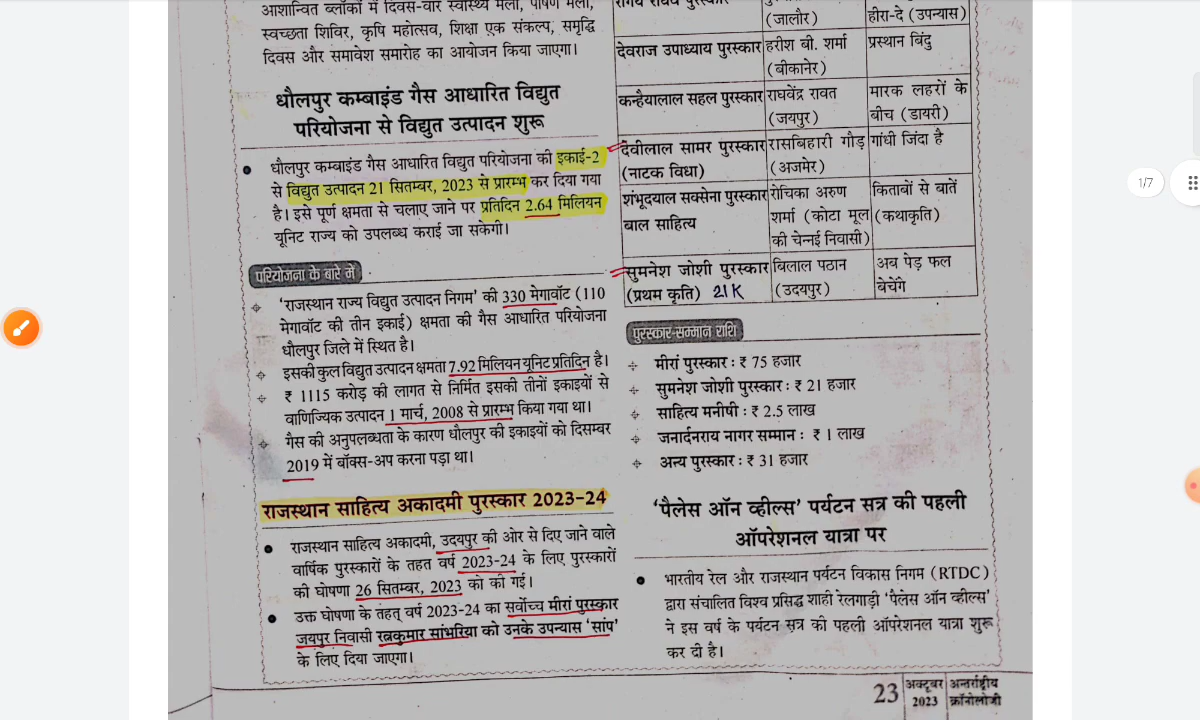 आशान्वित ब्लॉकों में दिवस-वार स्वास्थ्य मेला, पोषण मेला,
स्वच्छता शिविर, कृषि महोत्सव, शिक्षा एक संकल्प, समृद्धि
दिवस और समावेश समारोह का आयोजन किया जाएगा।
धौलपुर कम्बाइंड गैस आधारित विद्युत
परियोजना से विद्युत उत्पादन शुरू
धौलपुर कम्बाइंड गैस आधारित विद्युत परियोजना की इकाई-2
से विद्युत उत्पादन 21 सितम्बर, 2023 से प्रारम्भ कर दिया गया
है। इसे पूर्ण क्षमता से चलाए जाने पर प्रतिदिन 2.64 मिलियन
यूनिट राज्य को उपलब्ध कराई जा सकेगी।
परियोजना के बारे में
'राजस्थान राज्य विद्युत उत्पादन निगम' की 330 मेगावॉट (110
मेगावॉट की तीन इकाई) क्षमता की गैस आधारित परियोजना
धौलपुर जिले में स्थित है।
इसकी कुल विद्युत उत्पादन क्षमता 7.92 मिलियन यूनिट प्रतिदिन है।
₹ 1115 करोड़ की लागत से निर्मित इसकी तीनों इकाइयों से
वाणिज्यिक उत्पादन 1 मार्च, 2008 से प्रारम्भ किया गया था।
गैस की अनुपलब्धता के कारण धौलपुर की इकाइयों को दिसम्बर
2019 में बॉक्स-अप करना पड़ा था।
राजस्थान साहित्य अकादमी पुरस्कार 2023-24
राजस्थान साहित्य अकादमी, उदयपुर की ओर से दिए जाने वाले
वार्षिक पुरस्कारों के तहत वर्ष 2023-24 के लिए पुरस्कारों
की घोषणा 26 सितम्बर, 2023 को की गई।
उक्त घोषणा के तहत् वर्ष 2023-24 का सर्वोच्च मीरां पुरस्कार
जयपुर निवासी रत्नकुमार सांभरिया को उनके उपन्यास 'सांप'
के लिए दिया जाएगा।
रांगेय राघव पुरस्कार
(जालौर) हीरा-दे (उपन्यास)
देवराज उपाध्याय पुरस्कार हरीश बी. शर्मा प्रस्थान बिंदु
(बीकानेर)
कन्हैयालाल सहल पुरस्कार राघवेंद्र रावत मारक लहरों के
(जयपुर) बीच (डायरी)
देवीलाल सामर पुरस्कार रासबिहारी गौड़ गांधी जिंदा है
(नाटक विधा) (अजमेर)
शंभूदयाल सक्सेना पुरस्कार रोचिका अरुण किताबों से बातें
बाल साहित्य शर्मा (कोटा मूल (कथाकृति)
की चेन्नई निवासी)
सुमनेश जोशी पुरस्कार बिलाल पठान अब पेड़ फल
(प्रथम कृति) 21K (उदयपुर) बेचेंगे
पुरस्कार-सम्मान राशि
मीरां पुरस्कार : ₹ 75 हजार
सुमनेश जोशी पुरस्कार : ₹ 21 हजार
साहित्य मनीषी : ₹ 2.5 लाख
जनार्दनराय नागर सम्मान : ₹ 1 लाख
अन्य पुरस्कार : ₹ 31 हजार
'पैलेस ऑन व्हील्स' पर्यटन सत्र की पहली
ऑपरेशनल यात्रा पर
भारतीय रेल और राजस्थान पर्यटन विकास निगम (RTDC)
द्वारा संचालित विश्व प्रसिद्ध शाही रेलगाड़ी 'पैलेस ऑन व्हील्स'
ने इस वर्ष के पर्यटन सत्र की पहली ऑपरेशनल यात्रा शुरू
कर दी है।
23 अक्टूबर अन्तर्राष्ट्रीय
2023 क्रॉनोलोजी
1/7